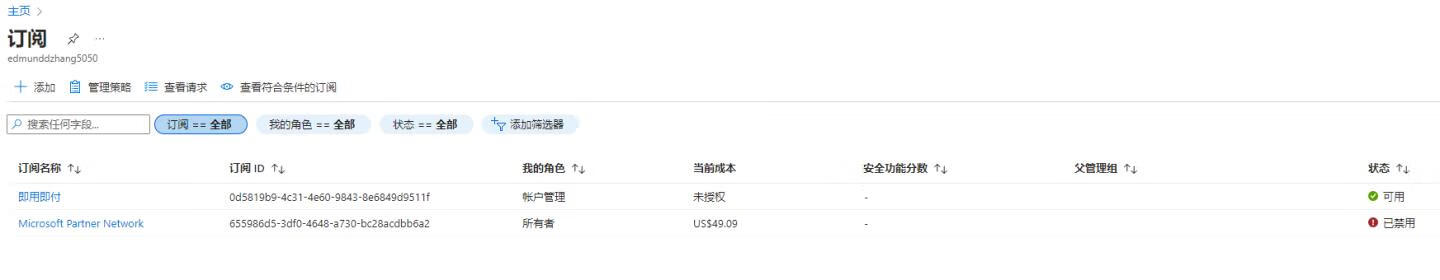 主页 >
订阅 ...
edmunddzhang5050
+ 添加 管理策略 查看请求 查看符合条件的订阅
搜索任何字段... 订阅 == 全部 我的角色 == 全部 状态 == 全部 添加筛选器
订阅名称 ↑↓ 订阅 ID ↑↓ 我的角色 ↑↓ 当前成本 安全功能分数 ↑↓ 父管理组 ↑↓ 状态 ↑↓
即用即付 0d5819b9-4c31-4e60-9843-8e6849d9511f 帐户管理 未授权 - 可用
Microsoft Partner Network 655986d5-3df0-4648-a730-bc28acdbb6a2 所有者 US$49.09 - 已禁用